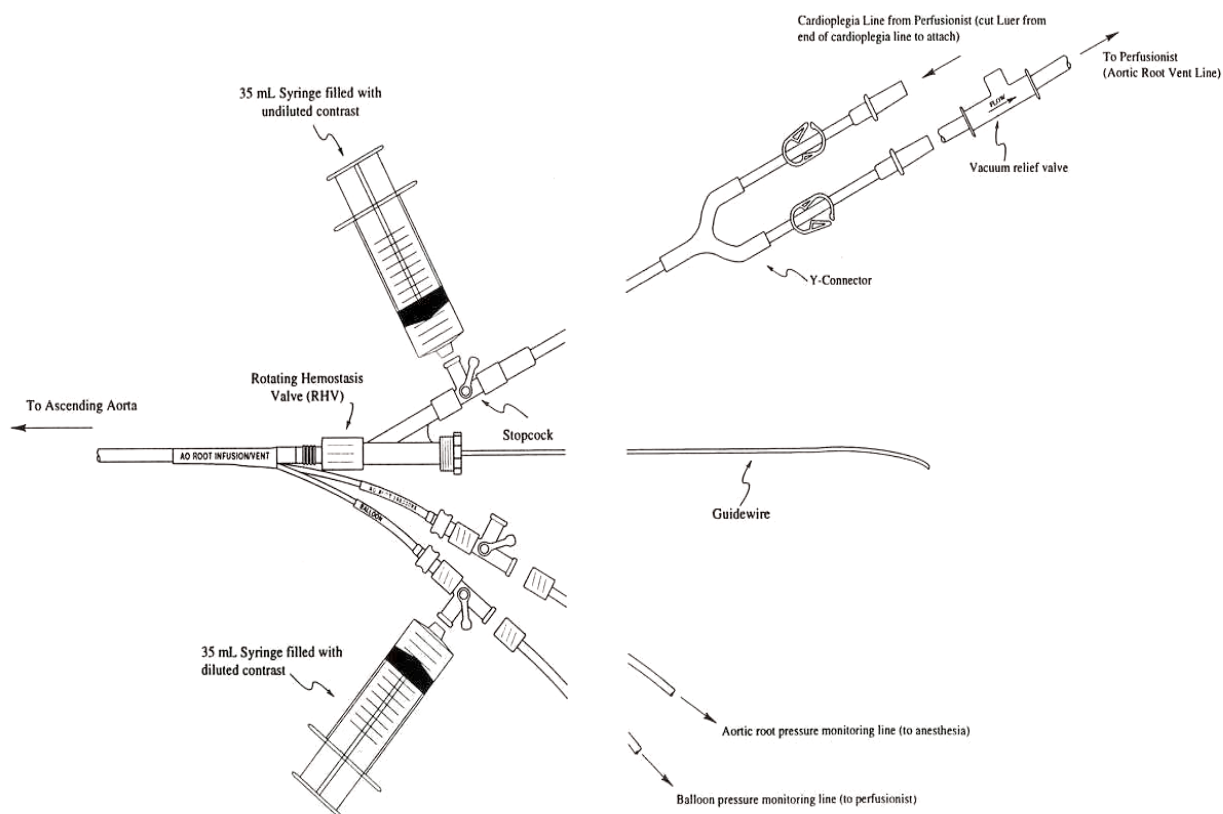 Cardioplegia Line from Perfusionist (cut Luer from
end of cardioplegia line to attach)
To Perfusionist
(Aortic Root Vent Line)
35 mL Syringe filled with
undiluted contrast
FLOW
Vacuum relief valve
Y-Connector
Rotating Hemostasis
Valve (RHV)
To Ascending Aorta
Stopcock
AO ROOT INFUSION/VENT
BALLOON
Guidewire
35 mL Syringe filled with
diluted contrast
Aortic root pressure monitoring line (to anesthesia)
Balloon pressure monitoring line (to perfusionist)